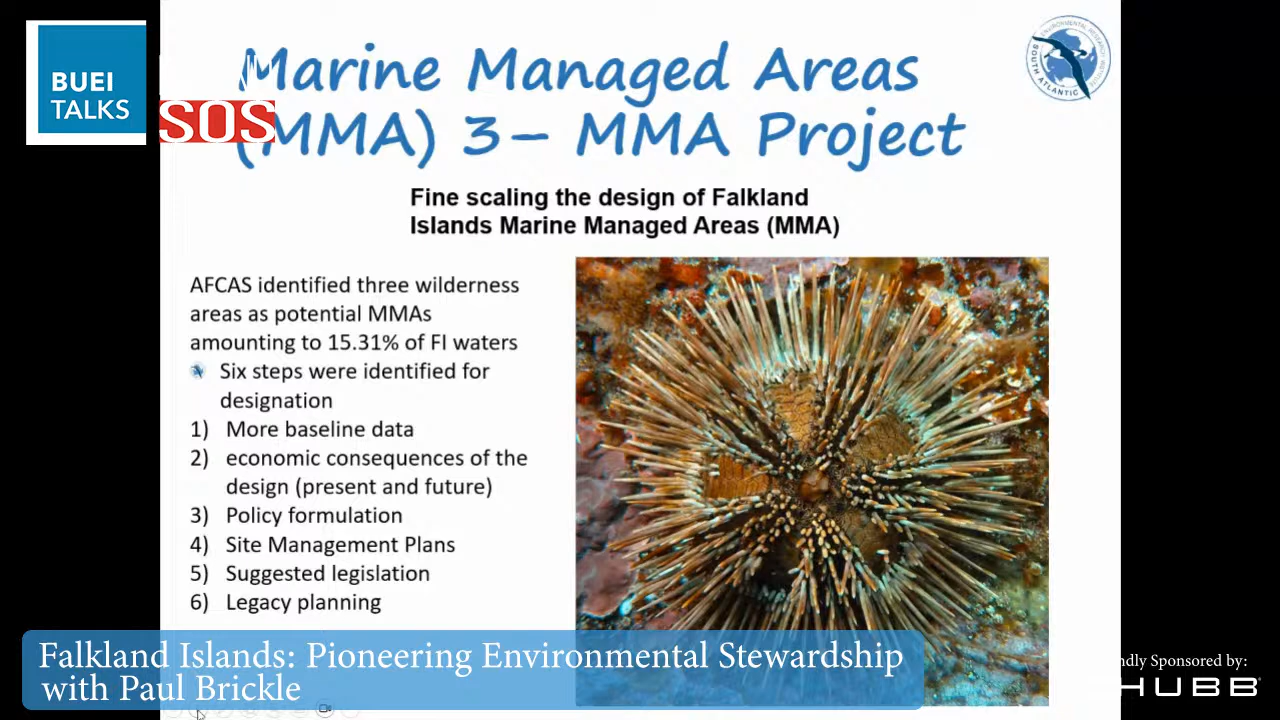 BUEI
TALKS
SOS
Marine Managed Areas
(MMA) 3– MMA Project
ENVIRONMENTAL RESEARCH
SOUTH ATLANTIC
Fine scaling the design of Falkland
Islands Marine Managed Areas (MMA)
AFCAS identified three wilderness
areas as potential MMAs
amounting to 15.31% of FI waters
Six steps were identified for
designation
1) More baseline data
2) economic consequences of the
design (present and future)
3) Policy formulation
4) Site Management Plans
5) Suggested legislation
6) Legacy planning
Falkland Islands: Pioneering Environmental Stewardship
with Paul Brickle
Sponsored by:
HUBB